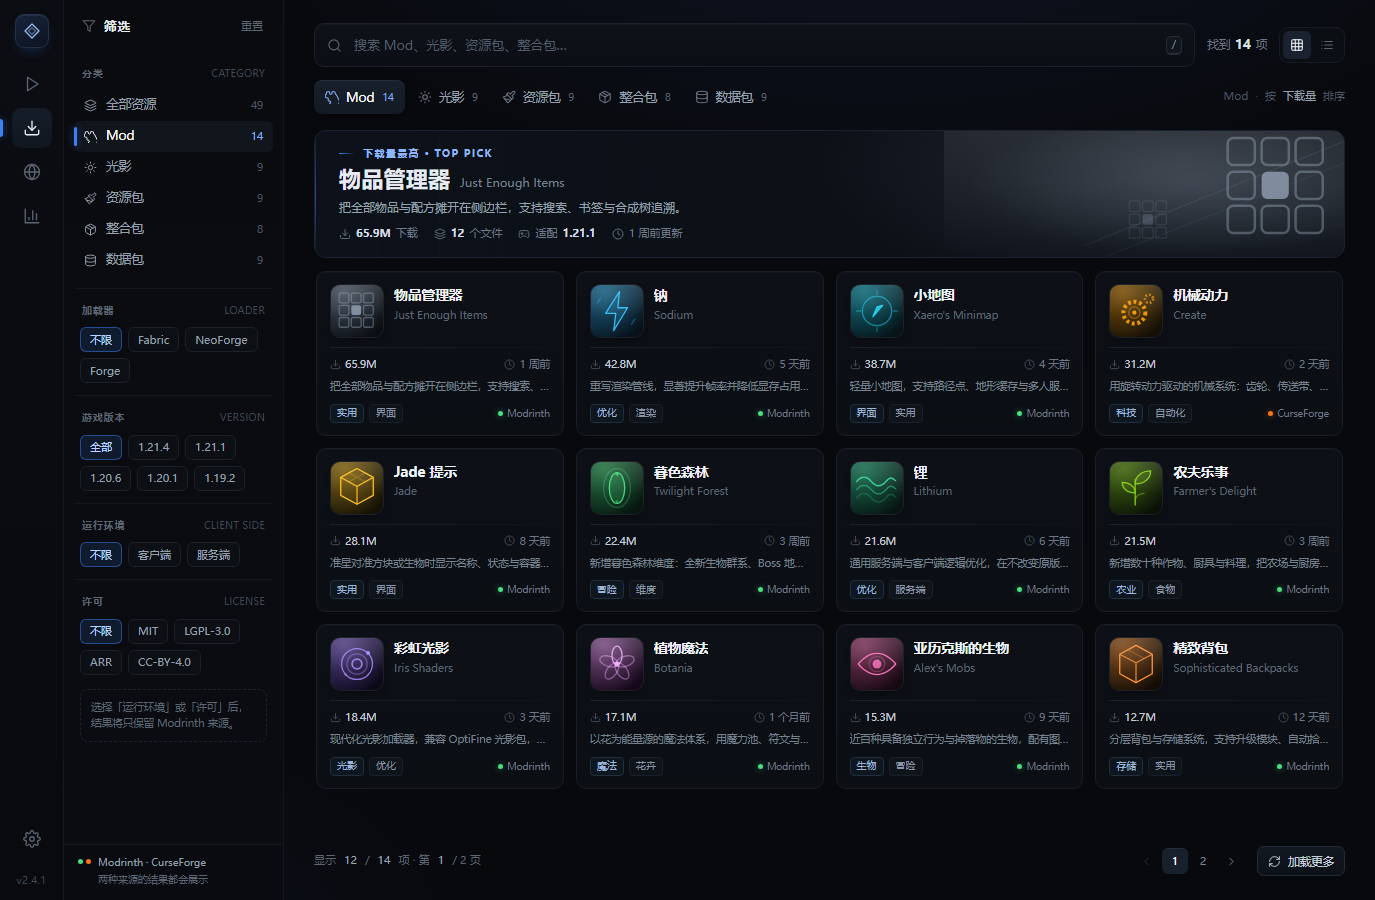 筛选 重置
分类 CATEGORY
全部资源 49
Mod 14
光影 9
资源包 9
整合包 8
数据包 9
加载器 LOADER
不限 Fabric NeoForge
Forge
游戏版本 VERSION
全部 1.21.4 1.21.1
1.20.6 1.20.1 1.19.2
运行环境 CLIENT SIDE
不限 客户端 服务端
许可 LICENSE
不限 MIT LGPL-3.0
ARR CC-BY-4.0
选择「运行环境」或「许可」后，
结果将只保留 Modrinth 来源。
Modrinth · CurseForge
两种来源的结果都会展示
v2.4.1
搜索 Mod、光影、资源包、整合包... /
找到 14 项
Mod 14 光影 9 资源包 9 整合包 8 数据包 9
Mod · 按 下载量 排序
下载量最高 • TOP PICK
物品管理器 Just Enough Items
把全部物品与配方摊开在侧边栏，支持搜索、书签与合成树追溯。
65.9M 下载 12 个文件 适配 1.21.1 1 周前更新
物品管理器
Just Enough Items
65.9M 1 周前
把全部物品与配方摊开在侧边栏，支持搜索、...
实用 界面 Modrinth
钠
Sodium
42.8M 5 天前
重写渲染管线，显著提升帧率并降低显存占用...
优化 渲染 Modrinth
小地图
Xaero's Minimap
38.7M 4 天前
轻量小地图，支持路径点、地形缓存与多人服...
界面 实用 Modrinth
机械动力
Create
31.2M 2 天前
用旋转动力驱动的机械系统：齿轮、传送带、...
科技 自动化 CurseForge
Jade 提示
Jade
28.1M 8 天前
准星对准方块或生物时显示名称、状态与容器...
实用 界面 Modrinth
暮色森林
Twilight Forest
22.4M 3 周前
新增暮色森林维度：全新生物群系、Boss 地...
冒险 维度 Modrinth
锂
Lithium
21.6M 6 天前
通用服务端与客户端逻辑优化，在不改变原版...
优化 服务端 Modrinth
农夫乐事
Farmer's Delight
21.5M 3 周前
新增数十种作物、厨具与料理，把农场与厨房...
农业 食物 Modrinth
彩虹光影
Iris Shaders
18.4M 3 天前
现代化光影加载器，兼容 OptiFine 光影包，...
光影 优化 Modrinth
植物魔法
Botania
17.1M 1 个月前
以花为能量源的魔法体系，用魔力池、符文与...
魔法 花卉 Modrinth
亚历克斯的生物
Alex's Mobs
15.3M 9 天前
近百种具备独立行为与掉落物的生物，配有图...
生物 冒险 Modrinth
精致背包
Sophisticated Backpacks
12.7M 12 天前
分层背包与存储系统，支持升级模块、自动拾...
存储 实用 Modrinth
显示 12 / 14 项 · 第 1 / 2 页
1 2 加载更多